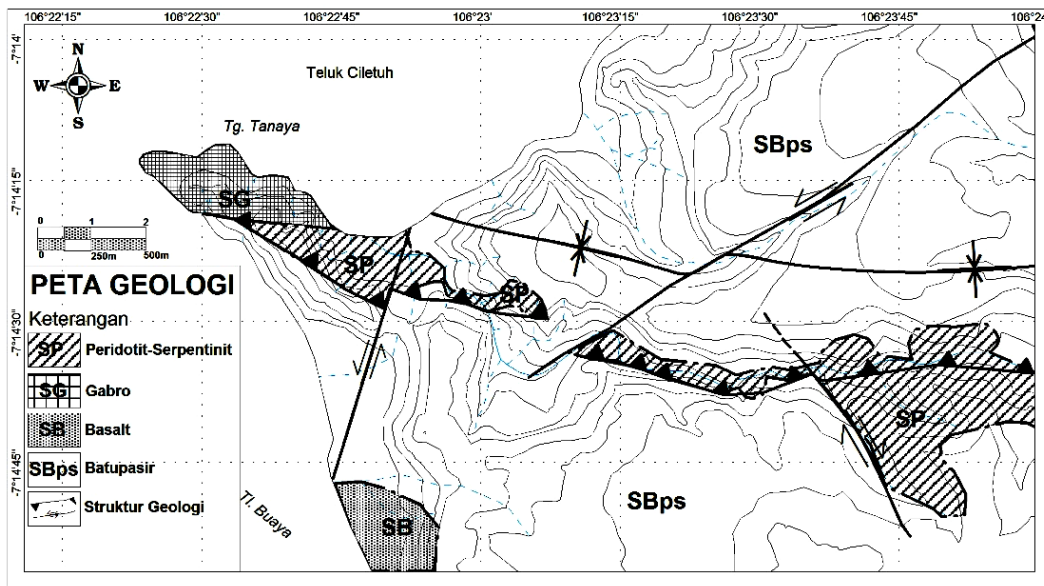 106°22'15" 106°22'30" 106°22'45" 106°23' 106°23'15" 106°23'30" 106°23'45" 106°24
-7°14'
N
W E
S
Teluk Ciletuh
Tg. Tanaya
SBps
-7°14'15"
SG
0 1 2
0 250m 500m
SP
SP
PETA GEOLOGI
Keterangan
-7°14'30"
SP Peridotit-Serpentinit
SG Gabro
SB Basalt
SBps Batupasir
Struktur Geologi
SP
-7°14'45"
Tl. Buaya
SB
SBps